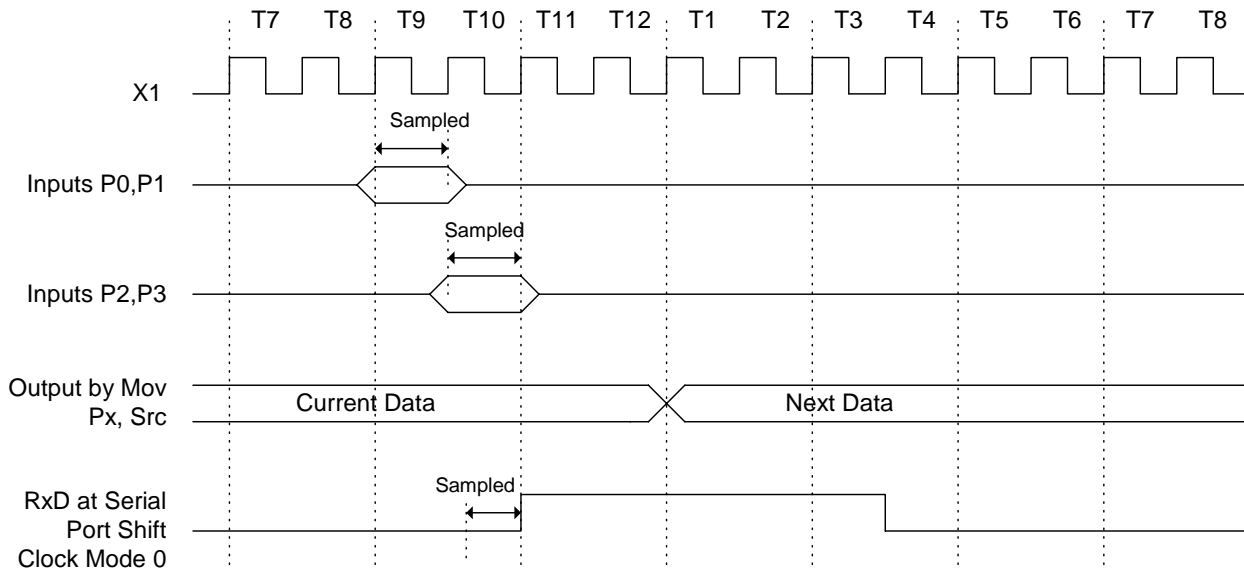 T7 T8 T9 T10 T11 T12 T1 T2 T3 T4 T5 T6 T7 T8
X1
Sampled
Inputs P0,P1
Sampled
Inputs P2,P3
Output by Mov
Px, Src
Current Data Next Data
Sampled
RxD at Serial
Port Shift
Clock Mode 0